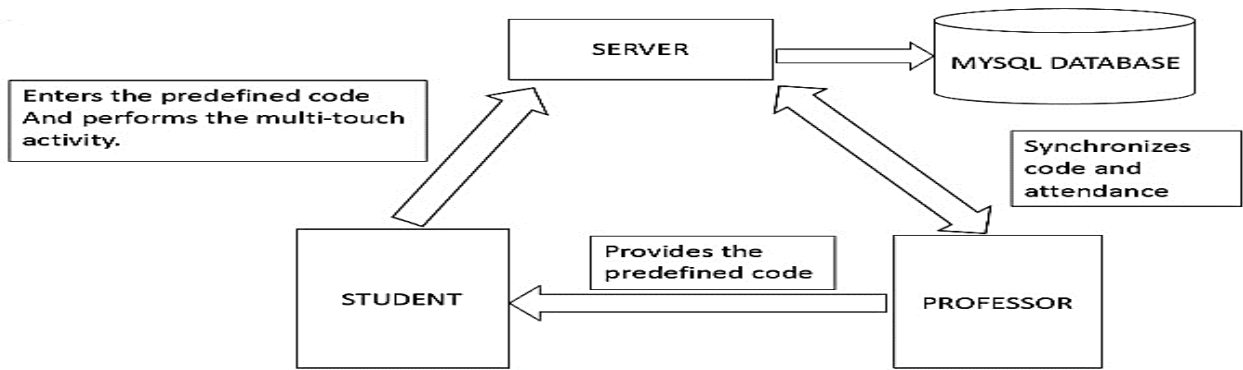 SERVER
MYSQL DATABASE
Enters the predefined code
And performs the multi-touch
activity.
Synchronizes
code and
attendance
Provides the
predefined code
STUDENT
PROFESSOR